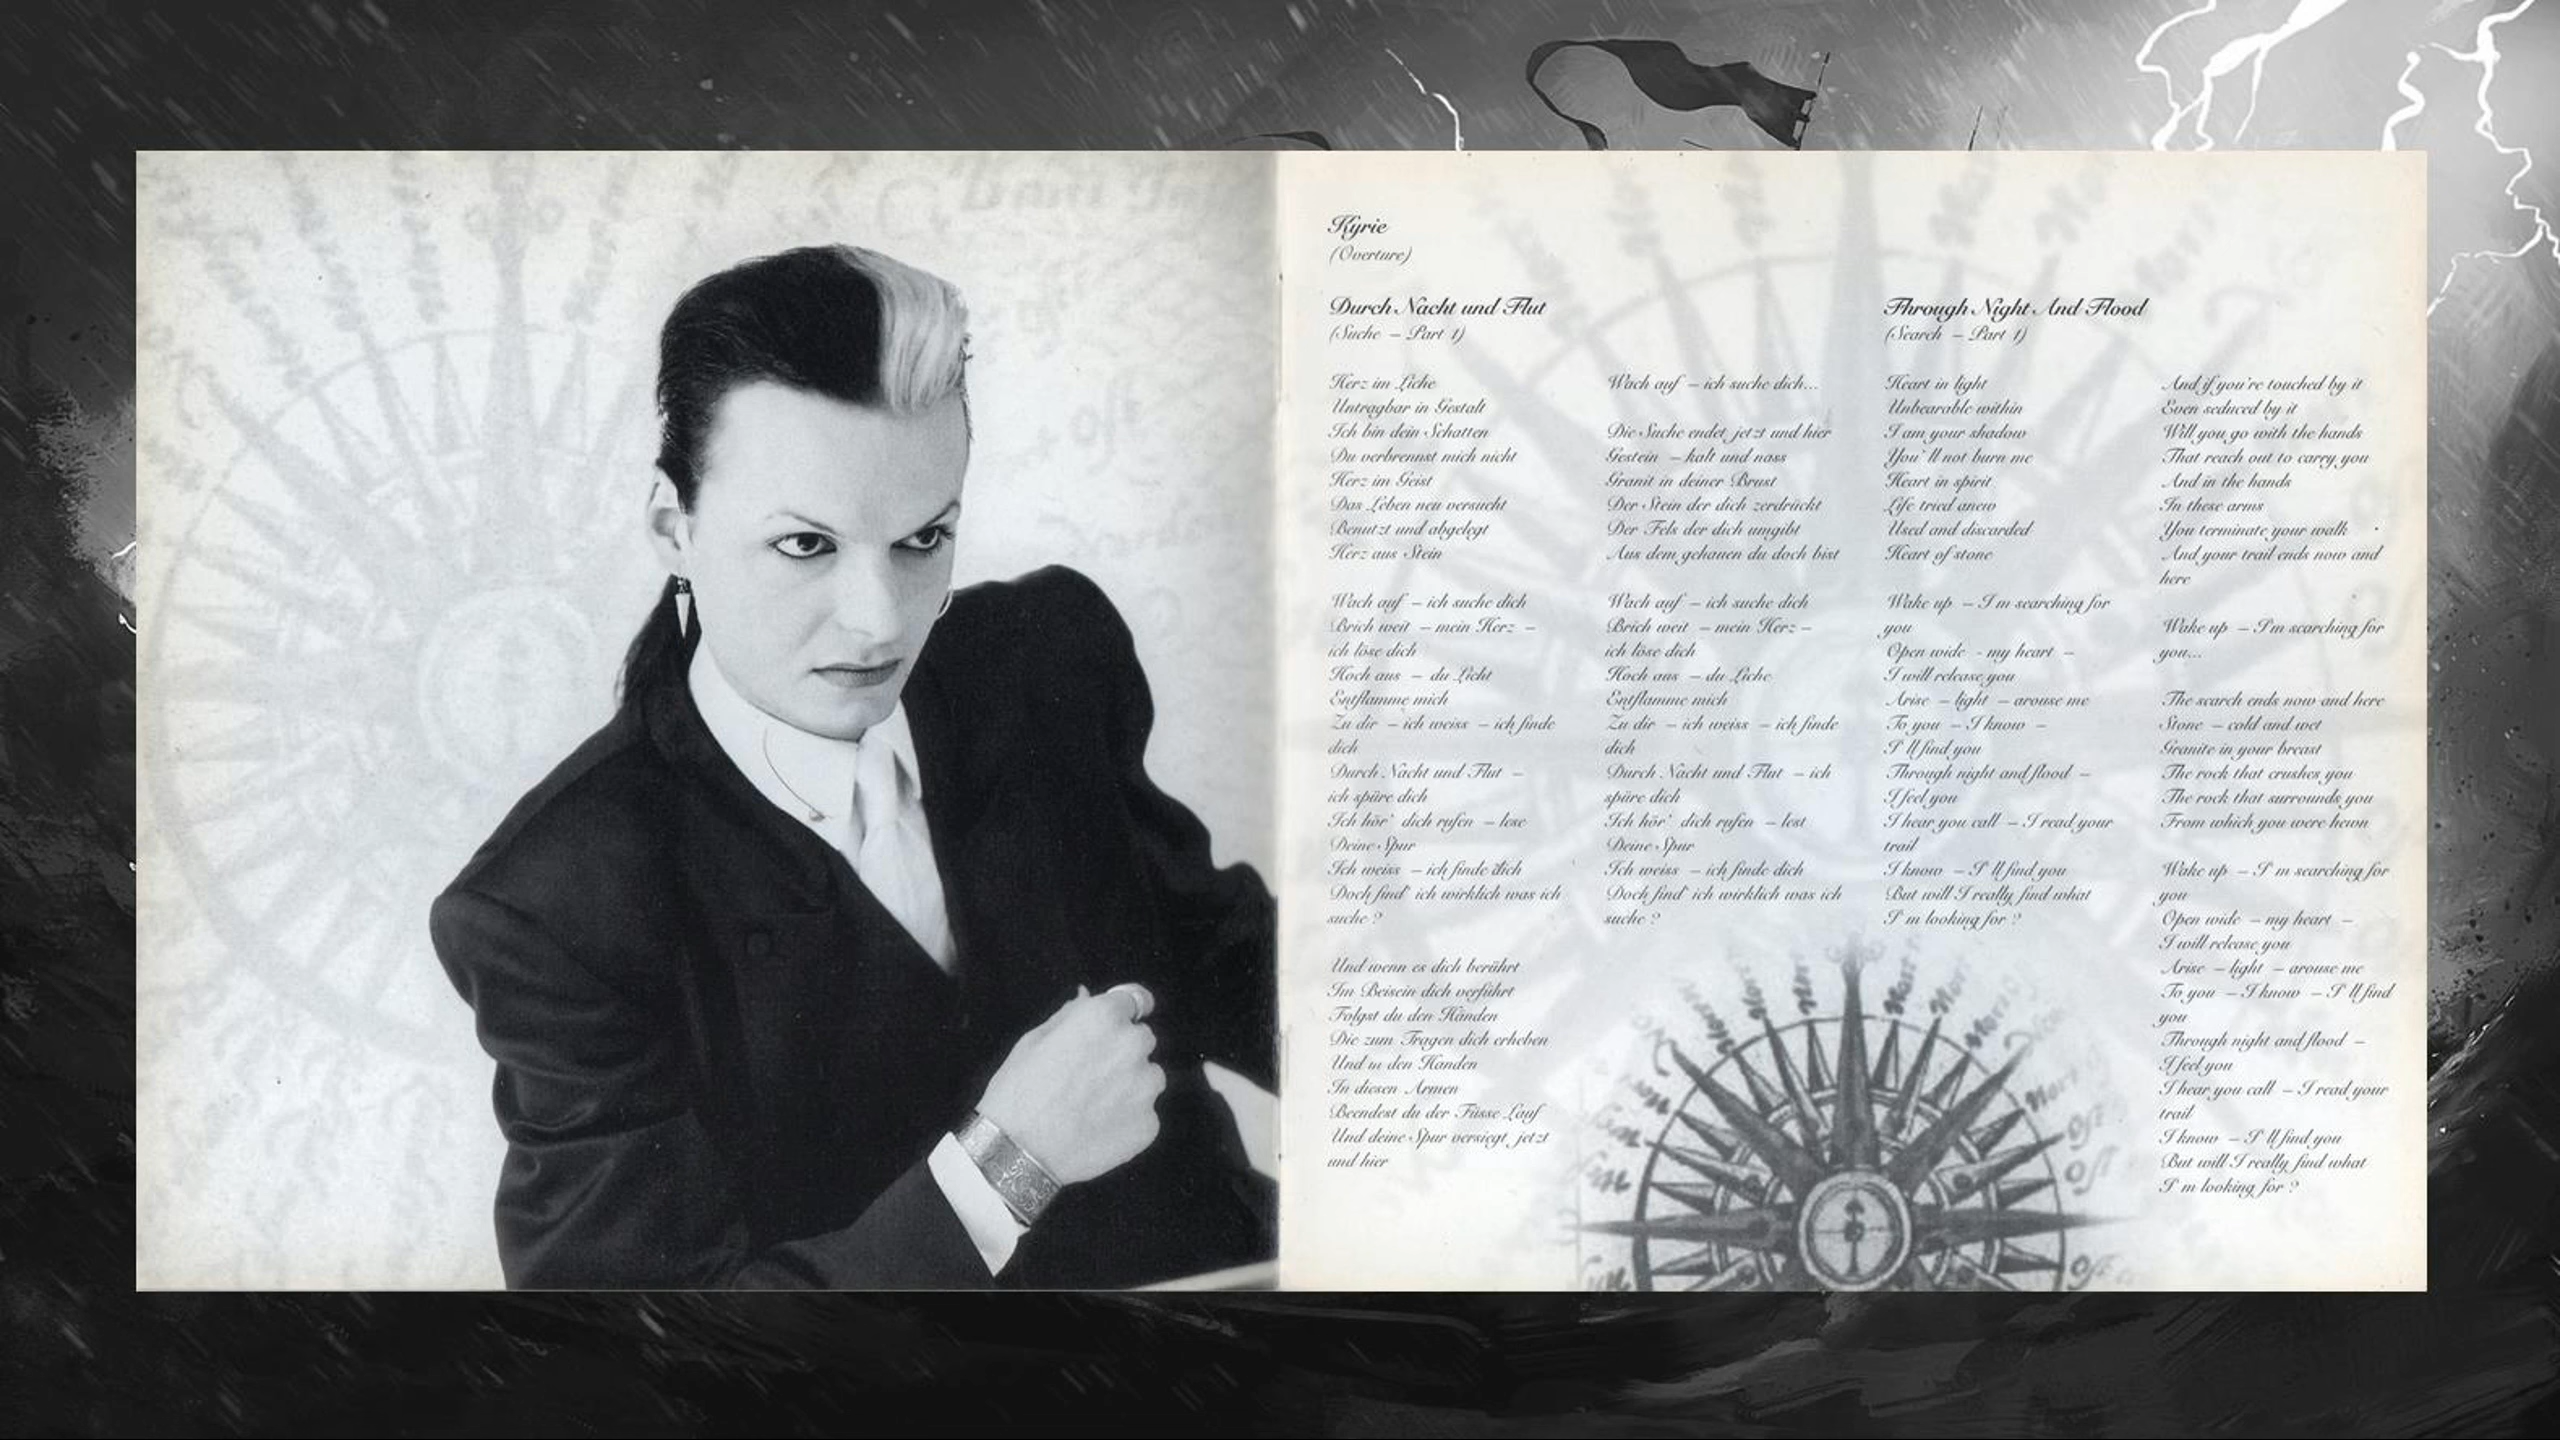 Kyrie
(Overture)
Durch Nacht und Flut
(Suche – Part 1)
Herz im Liche
Untragbar in Gestalt
Ich bin dein Schatten
Du verbrennst mich nicht
Herz im Geist
Das Leben neu versucht
Benutzt und abgelegt
Herz aus Stein
Wach auf – ich suche dich
Brich weit – mein Herz –
ich löse dich
Hoch aus – du Licht
Entflamme mich
Zu dir – ich weiss – ich finde
dich
Durch Nacht und Flut –
ich spüre dich
Ich hör' dich rufen – lese
Deine Spur
Ich weiss – ich finde dich
Doch find' ich wirklich was ich
suche ?
Und wenn es dich berührt
Im Beisein dich verführt
Folgst du den Händen
Die zum Tragen dich erheben
Und in den Handen
In diesen Armen
Beendest du der Füsse Lauf
Und deine Spur versiegt jetzt
und hier
Wach auf – ich suche dich...
Die Suche endet jetzt und hier
Gestein – kalt und nass
Granit in deiner Brust
Der Stein der dich zerdrückt
Der Fels der dich umgibt
Aus dem gehauen du doch bist
Wach auf – ich suche dich
Brich weit – mein Herz –
ich löse dich
Hoch aus – du Liche
Entflamme mich
Zu dir – ich weiss – ich finde
dich
Durch Nacht und Flut – ich
spüre dich
Ich hör' dich rufen – lest
Deine Spur
Ich weiss – ich finde dich
Doch find' ich wirklich was ich
suche ?
Through Night And Flood
(Search – Part 1)
Heart in light
Unbearable within
I am your shadow
You'll not burn me
Heart in spirit
Life tried anew
Used and discarded
Heart of stone
Wake up – I'm searching for
you
Open wide - my heart –
I will release you
Arise – light – arouse me
To you – I know –
I'll find you
Through night and flood –
I feel you
I hear you call – I read your
trail
I know – I'll find you
But will I really find what
I'm looking for ?
And if you're touched by it
Even seduced by it
Will you go with the hands
That reach out to carry you
And in the hands
In these arms
You terminate your walk
And your trail ends now and
here
Wake up – I'm searching for
you...
The search ends now and here
Stone – cold and wet
Granite in your breast
The rock that crushes you
The rock that surrounds you
From which you were hewn
Wake up – I'm searching for
you
Open wide – my heart –
I will release you
Arise – light – arouse me
To you – I know – I'll find
you
Through night and flood –
I feel you
I hear you call – I read your
trail
I know – I'll find you
But will I really find what
I'm looking for ?